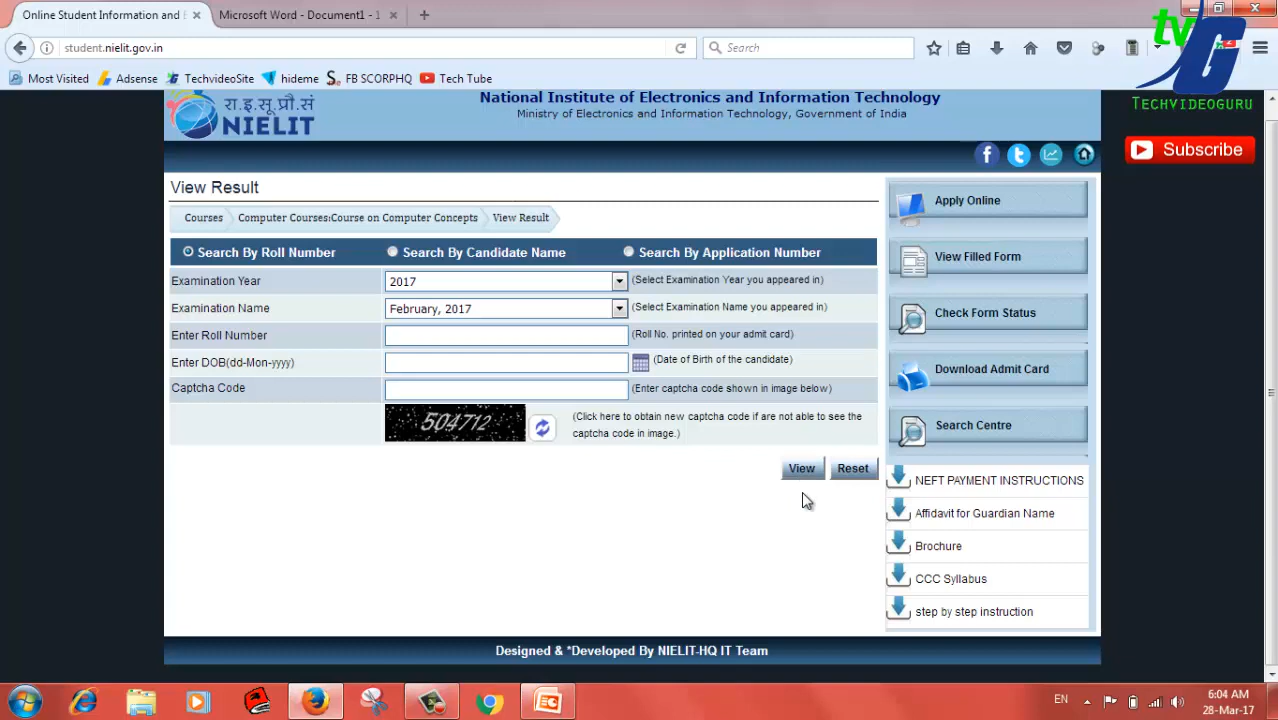 Online Student Information and E
Microsoft Word - Document1 - 1
tv
G
student.nielit.gov.in
Search
Most Visited
Adsense
TechvideoSite
hideme
FB SCORPHQ
Tech Tube
TECHVIDEOGURU
Subscribe
रा.इ.सू.प्रौ.सं
NIELIT
National Institute of Electronics and Information Technology
Ministry of Electronics and Information Technology, Government of India
View Result
Courses
Computer Courses:Course on Computer Concepts
View Result
Search By Roll Number
Search By Candidate Name
Search By Application Number
Examination Year
2017
(Select Examination Year you appeared in)
Examination Name
February, 2017
(Select Examination Name you appeared in)
Enter Roll Number
(Roll No. printed on your admit card)
Enter DOB(dd-Mon-yyyy)
(Date of Birth of the candidate)
Captcha Code
(Enter captcha code shown in image below)
504712
(Click here to obtain new captcha code if are not able to see the
captcha code in image.)
View
Reset
Apply Online
View Filled Form
Check Form Status
Download Admit Card
Search Centre
NEFT PAYMENT INSTRUCTIONS
Affidavit for Guardian Name
Brochure
CCC Syllabus
step by step instruction
Designed & *Developed By NIELIT-HQ IT Team
EN
6:04 AM
28-Mar-17